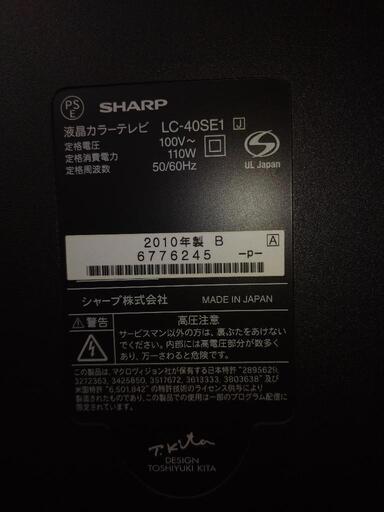 PS
E
SHARP
液晶カラーテレビ LC-40SE1 J
定格電圧 100V～
定格消費電力 110W
定格周波数 50/60Hz
S
UL Japan
2010年製 B A
6776245 -p-
シャープ株式会社 MADE IN JAPAN
警告
高圧注意
サービスマン以外の方は、裏ぶたをあけない
でください。内部には高電圧部分が数多く
あり、万一さわると危険です。
この製品は、マクロヴィジョン社が保有する日本特許 "2895629,
3272363, 3425850, 3517672, 3613333, 3803638" 及び
米国特許 "6,501,842" の特許技術のライセンス供与により
製造されました。この製品での使用は一部のプログラム配信に限
定されています。
T. Kita
DESIGN
TOSHIYUKI KITA